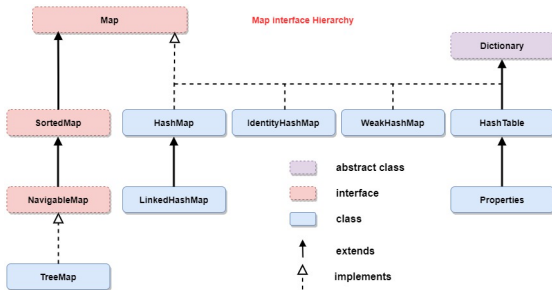 Map
Map interface Hierarchy
Dictionary
SortedMap
HashMap
IdentityHashMap
WeakHashMap
HashTable
NavigableMap
LinkedHashMap
Properties
TreeMap
abstract class
interface
class
extends
implements